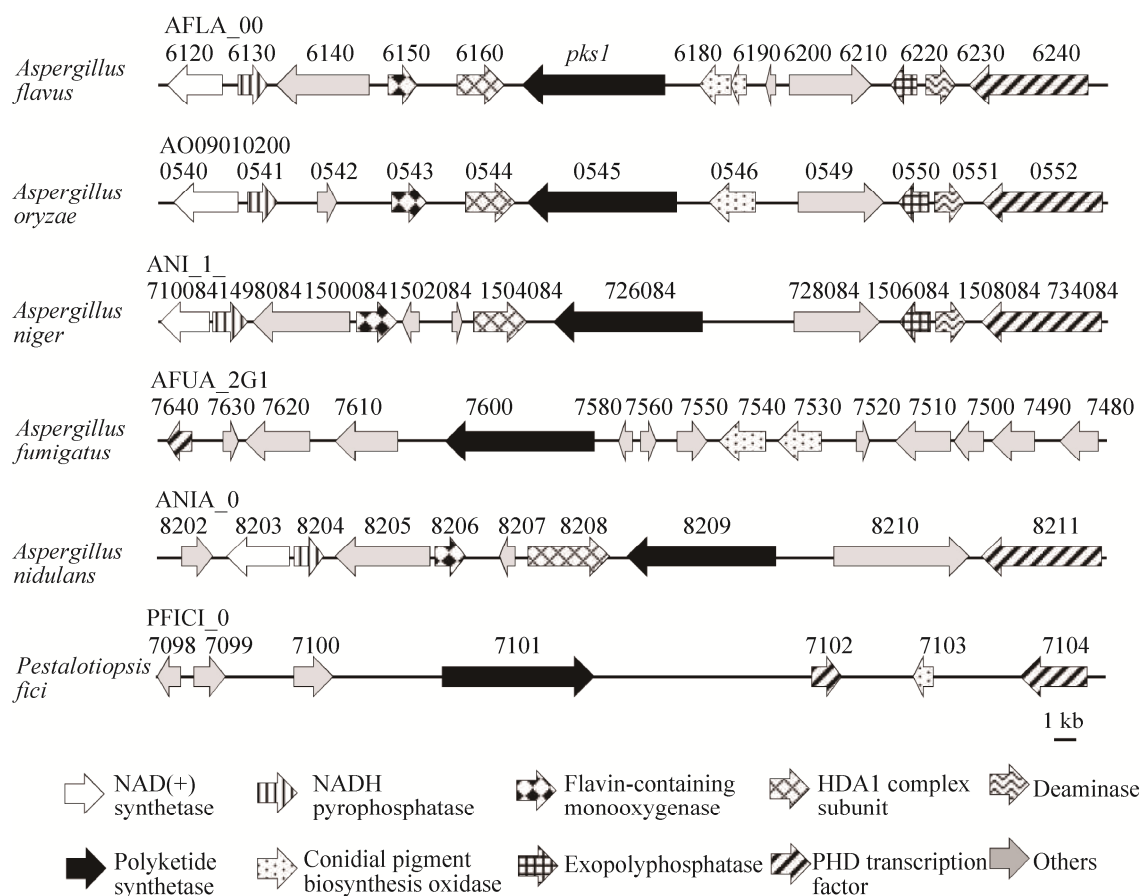 AFLA_00
6120 6130 6140 6150 6160 pks1 6180 6190 6200 6210 6220 6230 6240
Aspergillus
flavus
AO09010200
0540 0541 0542 0543 0544 0545 0546 0549 0550 0551 0552
Aspergillus
oryzae
ANI_1_
710084 1498084 1500084 1502084 1504084 726084 728084 1506084 1508084 734084
Aspergillus
niger
AFUA_2G1
7640 7630 7620 7610 7600 7580 7560 7550 7540 7530 7520 7510 7500 7490 7480
Aspergillus
fumigatus
ANIA_0
8202 8203 8204 8205 8206 8207 8208 8209 8210 8211
Aspergillus
nidulans
PFICI_0
7098 7099 7100 7101 7102 7103 7104
Pestalotiopsis
fici
1 kb
NAD(+)
synthetase
NADH
pyrophosphatase
Flavin-containing
monooxygenase
HDA1 complex
subunit
Deaminase
Polyketide
synthetase
Conidial pigment
biosynthesis oxidase
Exopolyphosphatase
PHD transcription
factor
Others